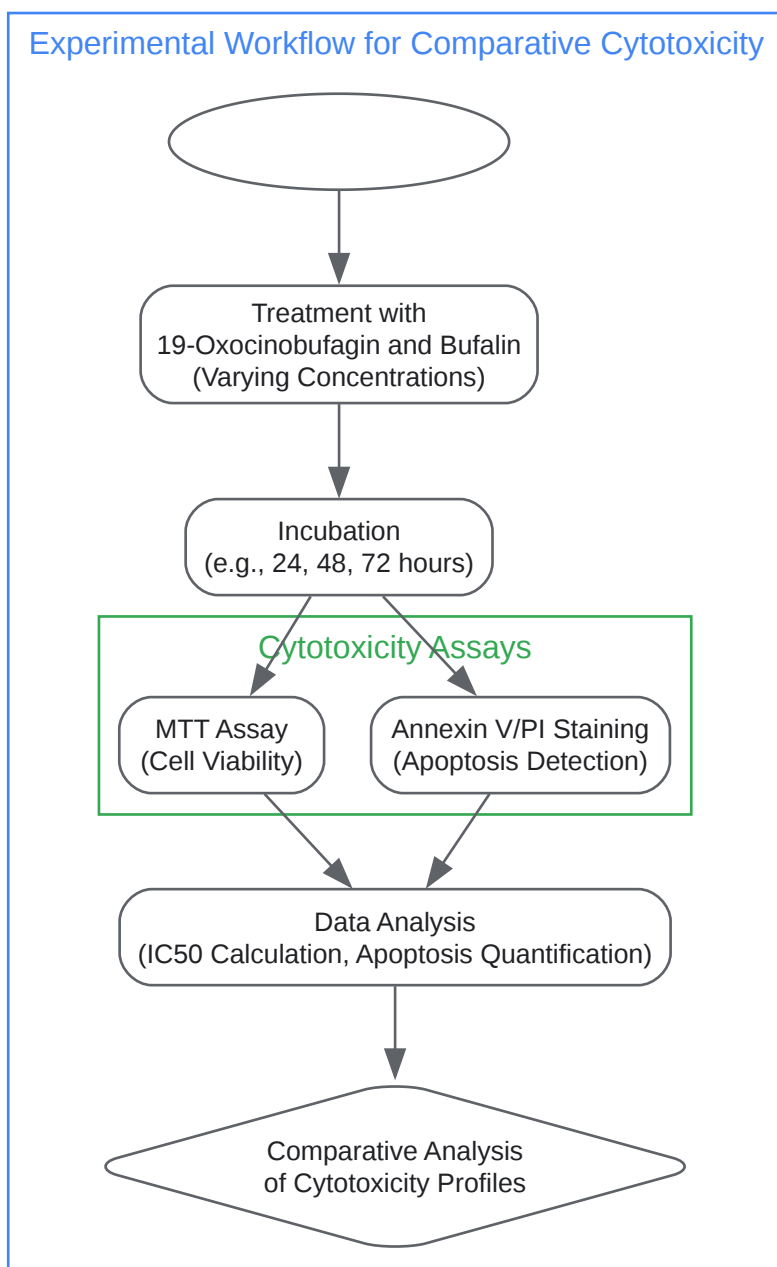 Experimental Workflow for Comparative Cytotoxicity
Treatment with
19-Oxocinobufagin and Bufalin
(Varying Concentrations)
Incubation
(e.g., 24, 48, 72 hours)
Cytotoxicity Assays
MTT Assay
(Cell Viability)
Annexin V/PI Staining
(Apoptosis Detection)
Data Analysis
(IC50 Calculation, Apoptosis Quantification)
Comparative Analysis
of Cytotoxicity Profiles